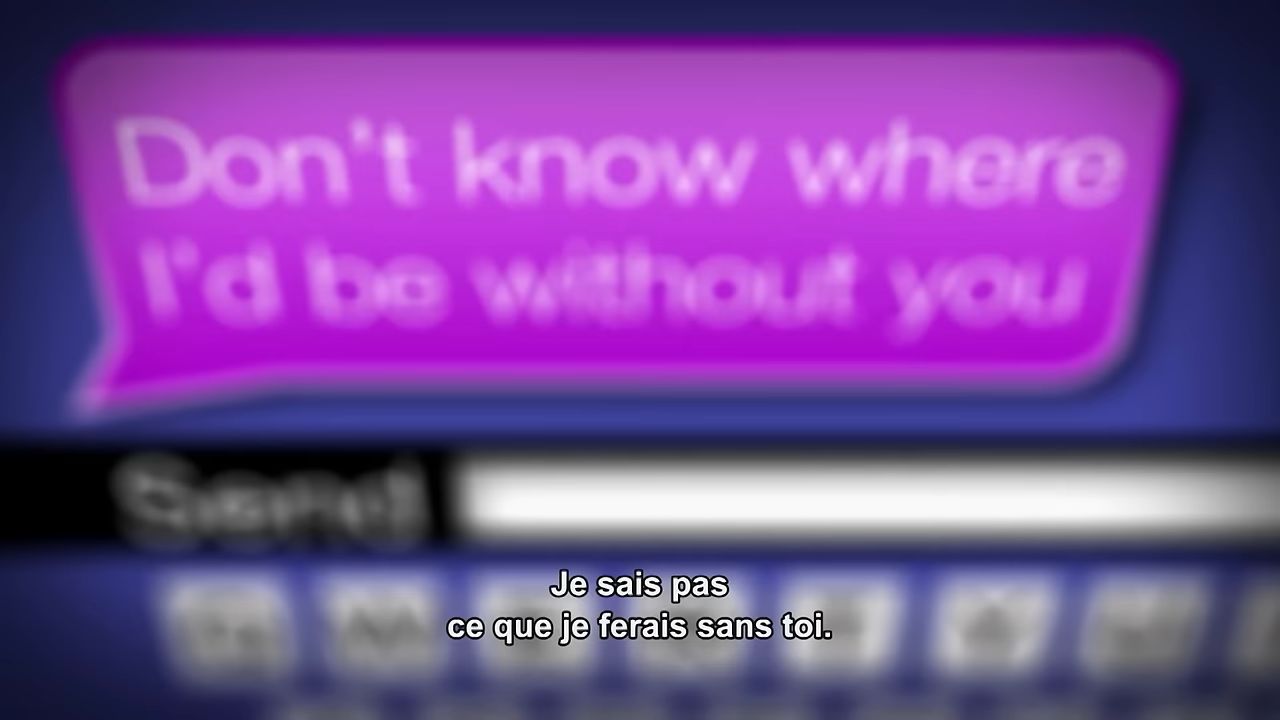 Don't know where
I'd be without you
Send
Je sais pas
ce que je ferais sans toi.